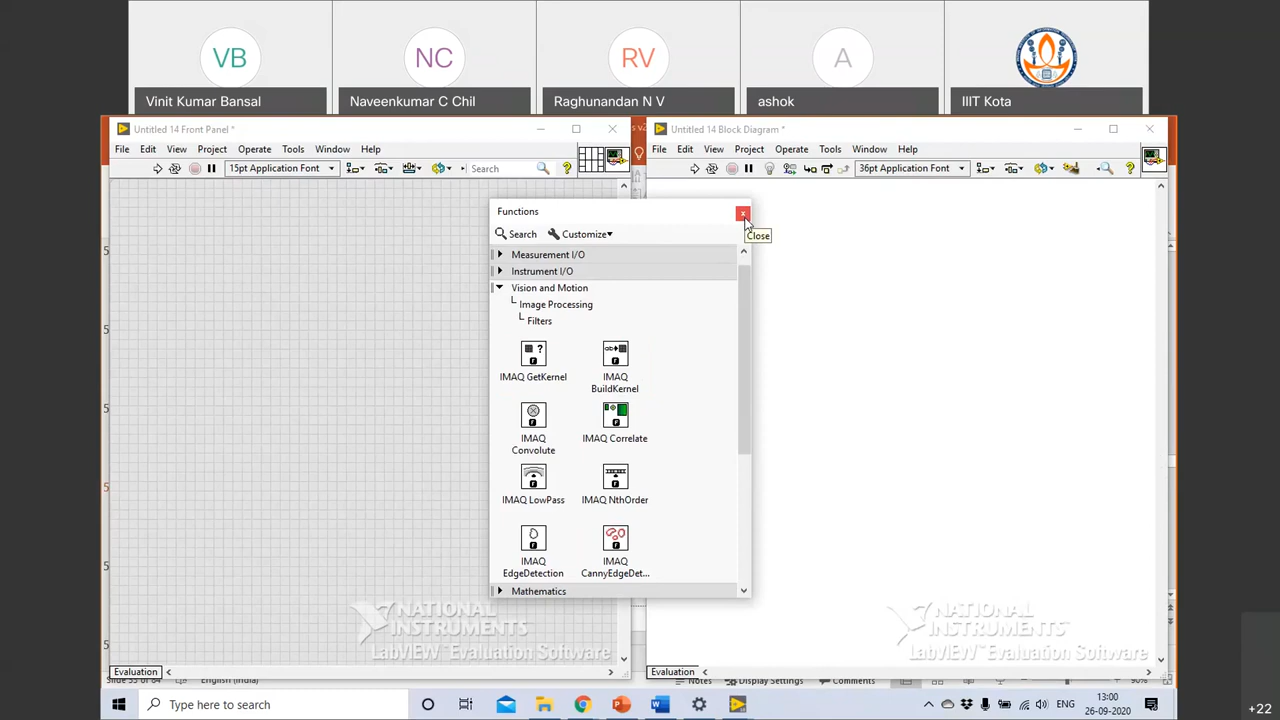 VB
NC
RV
A
Vinit Kumar Bansal
Naveenkumar C Chil
Raghunandan N V
ashok
IIIT Kota
Untitled 14 Front Panel *
Untitled 14 Block Diagram *
File Edit View Project Operate Tools Window Help
File Edit View Project Operate Tools Window Help
15pt Application Font
Search
36pt Application Font
Functions
Search Customize
Close
Measurement I/O
Instrument I/O
Vision and Motion
Image Processing
Filters
IMAQ GetKernel
IMAQ
BuildKernel
IMAQ
Convolute
IMAQ Correlate
IMAQ LowPass
IMAQ NthOrder
IMAQ
EdgeDetection
IMAQ
CannyEdgeDet...
Mathematics
NATIONAL
INSTRUMENTS
LabVIEW Evaluation Software
NATIONAL
INSTRUMENTS
LabVIEW Evaluation Software
Evaluation
Evaluation
English (India)
Notes
Display Settings
Comments
90%
Type here to search
ENG
13:00
26-09-2020
+22